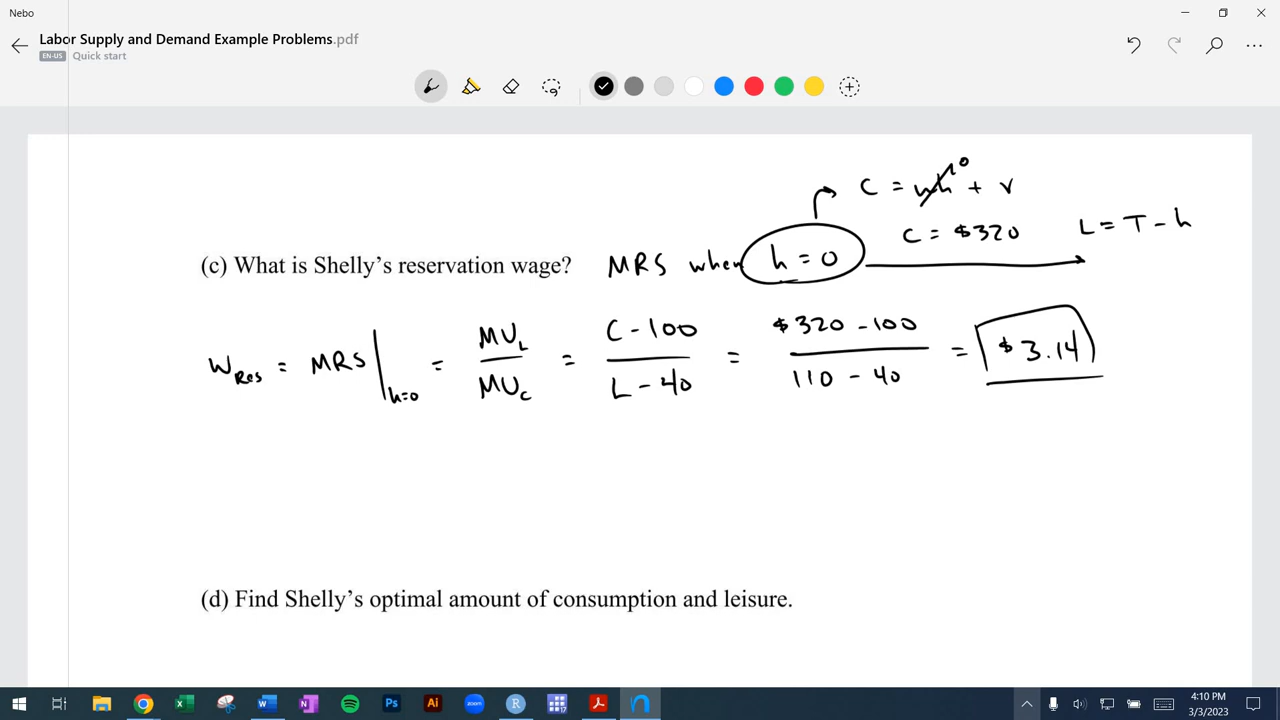 Nebo
Labor Supply and Demand Example Problems.pdf
EN-US Quick start
C = wh⁰ + v
C = $320 L = T - h
(c) What is Shelly's reservation wage? MRS when h = 0
W_Res = MRS |_h=0 = MU_L / MU_C = C - 100 / L - 40 = $320 - 100 / 110 - 40 = $3.14
(d) Find Shelly's optimal amount of consumption and leisure.
4:10 PM
3/3/2023